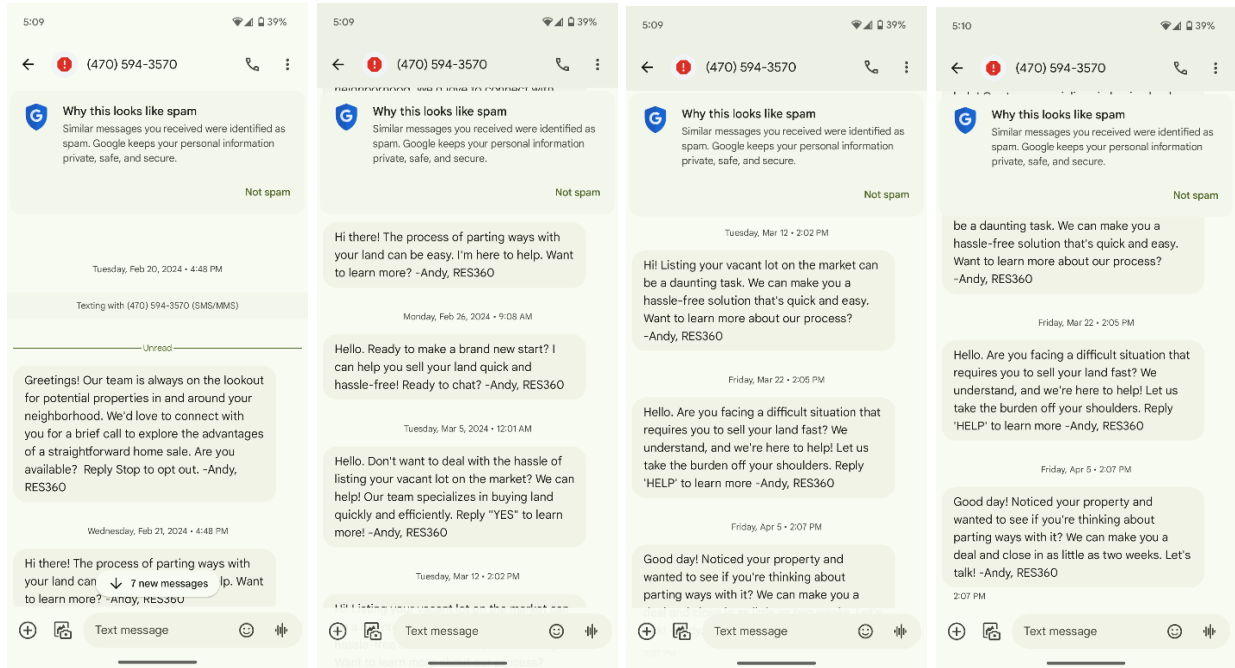 5:09
39%
(470) 594-3570
Why this looks like spam
Similar messages you received were identified as
spam. Google keeps your personal information
private, safe, and secure.
Not spam
Tuesday, Feb 20, 2024 • 4:48 PM
Texting with (470) 594-3570 (SMS/MMS)
Unread
Greetings! Our team is always on the lookout
for potential properties in and around your
neighborhood. We'd love to connect with
you for a brief call to explore the advantages
of a straightforward home sale. Are you
available?  Reply Stop to opt out. -Andy,
RES360
Wednesday, Feb 21, 2024 • 4:48 PM
Hi there! The process of parting ways with
your land can
lp. Want
7 new messages
to learn more? -Andy, RES360
Text message
5:09
39%
(470) 594-3570
Why this looks like spam
Similar messages you received were identified as
spam. Google keeps your personal information
private, safe, and secure.
Not spam
Hi there! The process of parting ways with
your land can be easy. I'm here to help. Want
to learn more? -Andy, RES360
Monday, Feb 26, 2024 • 9:08 AM
Hello. Ready to make a brand new start? I
can help you sell your land quick and
hassle-free! Ready to chat? -Andy, RES360
Tuesday, Mar 5, 2024 • 12:01 AM
Hello. Don't want to deal with the hassle of
listing your vacant lot on the market? We can
help! Our team specializes in buying land
quickly and efficiently. Reply "YES" to learn
more! -Andy, RES360
Tuesday, Mar 12 • 2:02 PM
Hi! Listing your vacant lot on the market can
Text message
5:09
39%
(470) 594-3570
Why this looks like spam
Similar messages you received were identified as
spam. Google keeps your personal information
private, safe, and secure.
Not spam
Tuesday, Mar 12 • 2:02 PM
Hi! Listing your vacant lot on the market can
be a daunting task. We can make you a
hassle-free solution that's quick and easy.
Want to learn more about our process?
-Andy, RES360
Friday, Mar 22 • 2:05 PM
Hello. Are you facing a difficult situation that
requires you to sell your land fast? We
understand, and we're here to help! Let us
take the burden off your shoulders. Reply
'HELP' to learn more -Andy, RES360
Friday, Apr 5 • 2:07 PM
Good day! Noticed your property and
wanted to see if you're thinking about
parting ways with it? We can make you a
Text message
5:10
39%
(470) 594-3570
Why this looks like spam
Similar messages you received were identified as
spam. Google keeps your personal information
private, safe, and secure.
Not spam
be a daunting task. We can make you a
hassle-free solution that's quick and easy.
Want to learn more about our process?
-Andy, RES360
Friday, Mar 22 • 2:05 PM
Hello. Are you facing a difficult situation that
requires you to sell your land fast? We
understand, and we're here to help! Let us
take the burden off your shoulders. Reply
'HELP' to learn more -Andy, RES360
Friday, Apr 5 • 2:07 PM
Good day! Noticed your property and
wanted to see if you're thinking about
parting ways with it? We can make you a
deal and close in as little as two weeks. Let's
talk! -Andy, RES360
2:07 PM
Text message